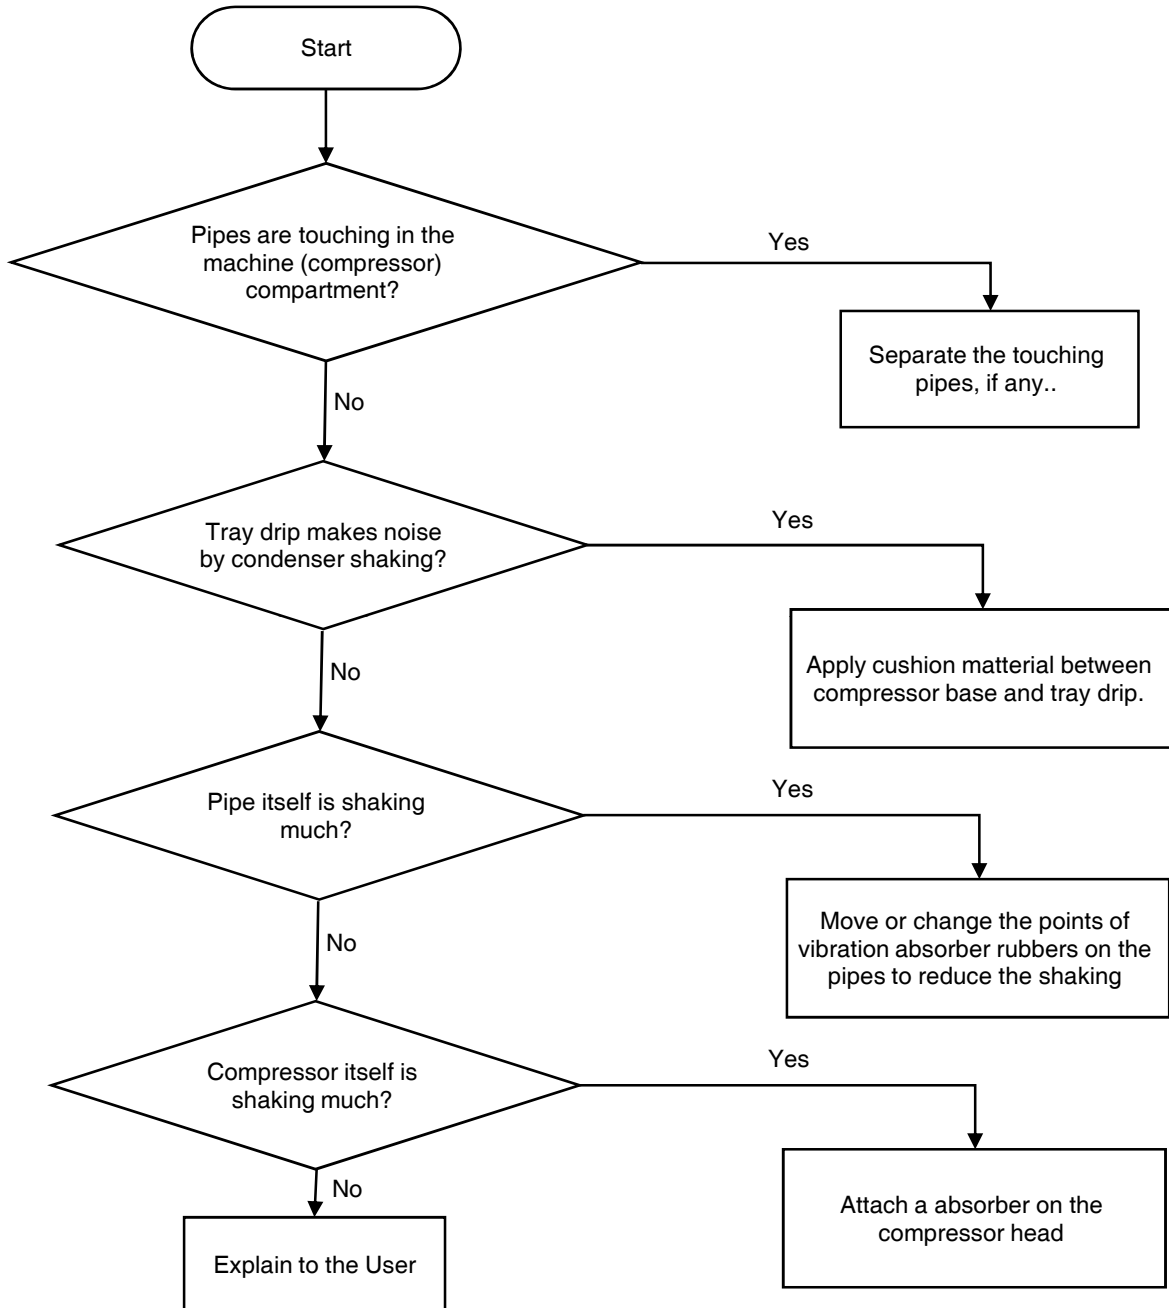 Start
Pipes are touching in the
machine (compressor)
compartment?
Yes
Separate the touching
pipes, if any..
No
Tray drip makes noise
by condenser shaking?
Yes
Apply cushion matterial between
compressor base and tray drip.
No
Pipe itself is shaking
much?
Yes
Move or change the points of
vibration absorber rubbers on the
pipes to reduce the shaking
No
Compressor itself is
shaking much?
Yes
Attach a absorber on the
compressor head
No
Explain to the User